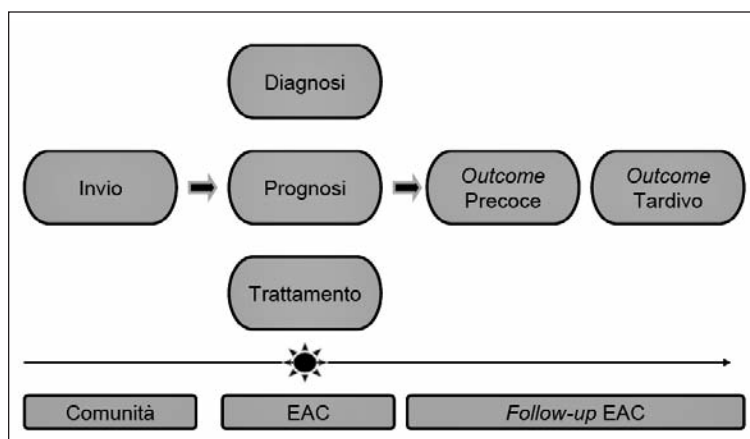 Diagnosi
Invio
Prognosi
Outcome
Precoce
Outcome
Tardivo
Trattamento
Comunità
EAC
Follow-up EAC